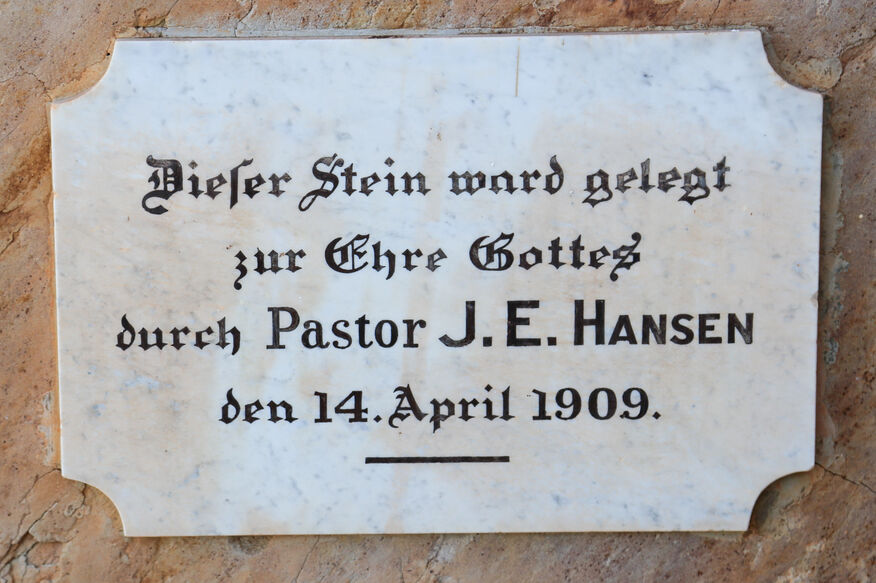 Dieſer Stein ward gelegt
zur Ehre Gottes
durch Pastor J. E. HANSEN
den 14. April 1909.